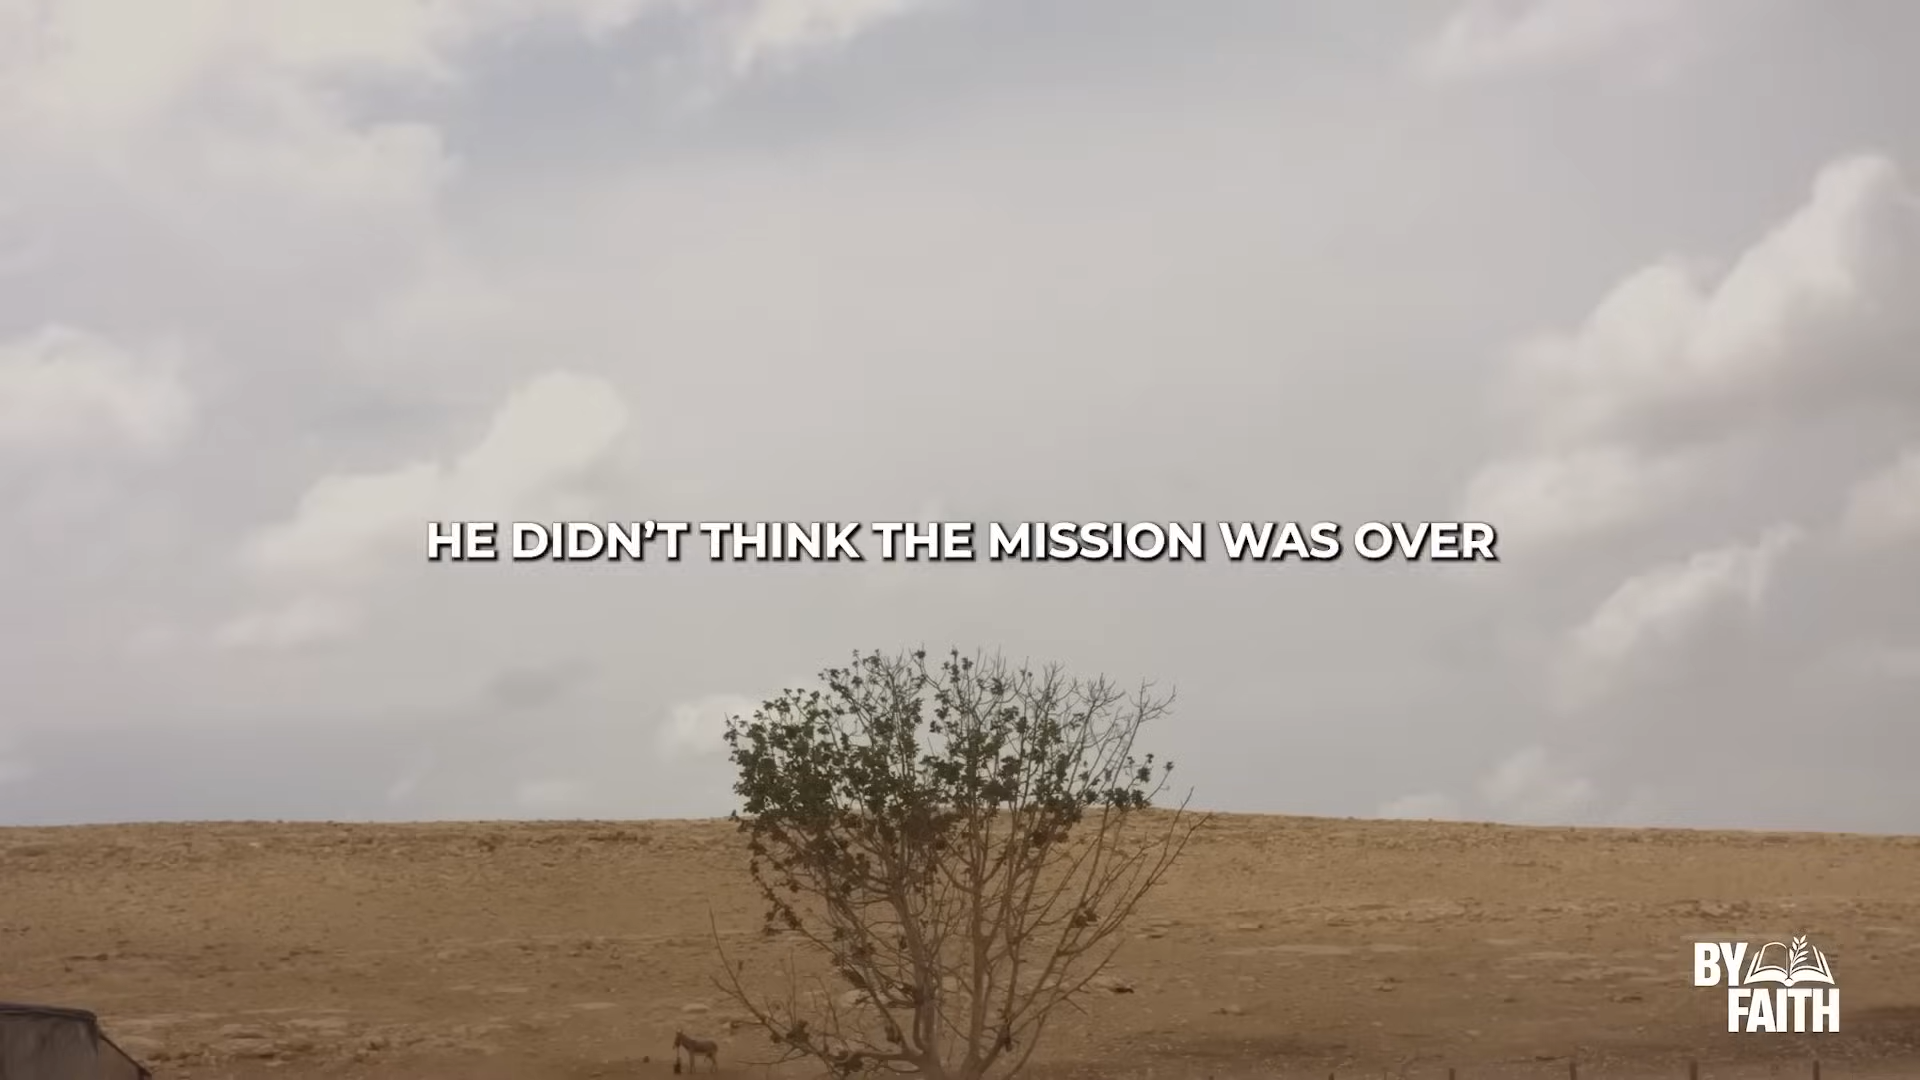 HE DIDN’T THINK THE MISSION WAS OVER
BY
FAITH